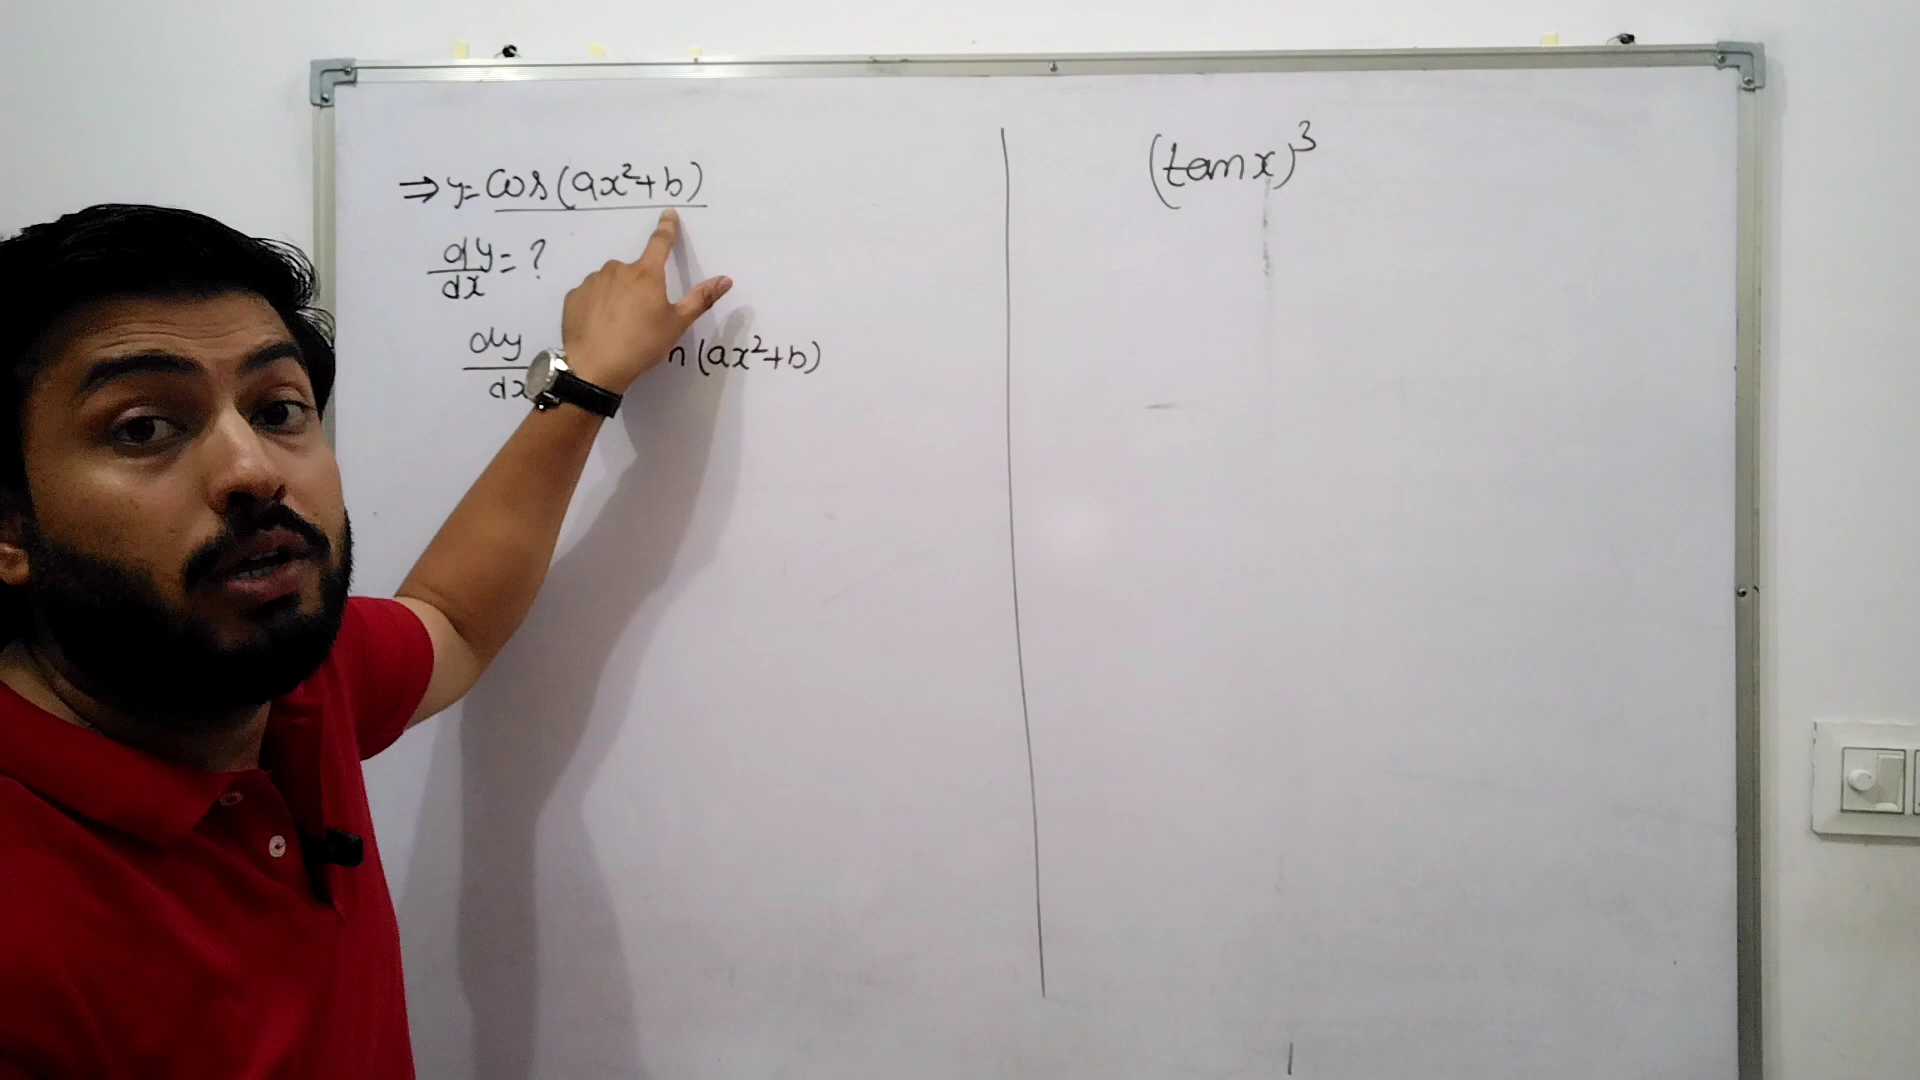 ⇒ y = cos (ax²+b)
dy/dx = ?
dy/dx n (ax²+b)
(tan x)³